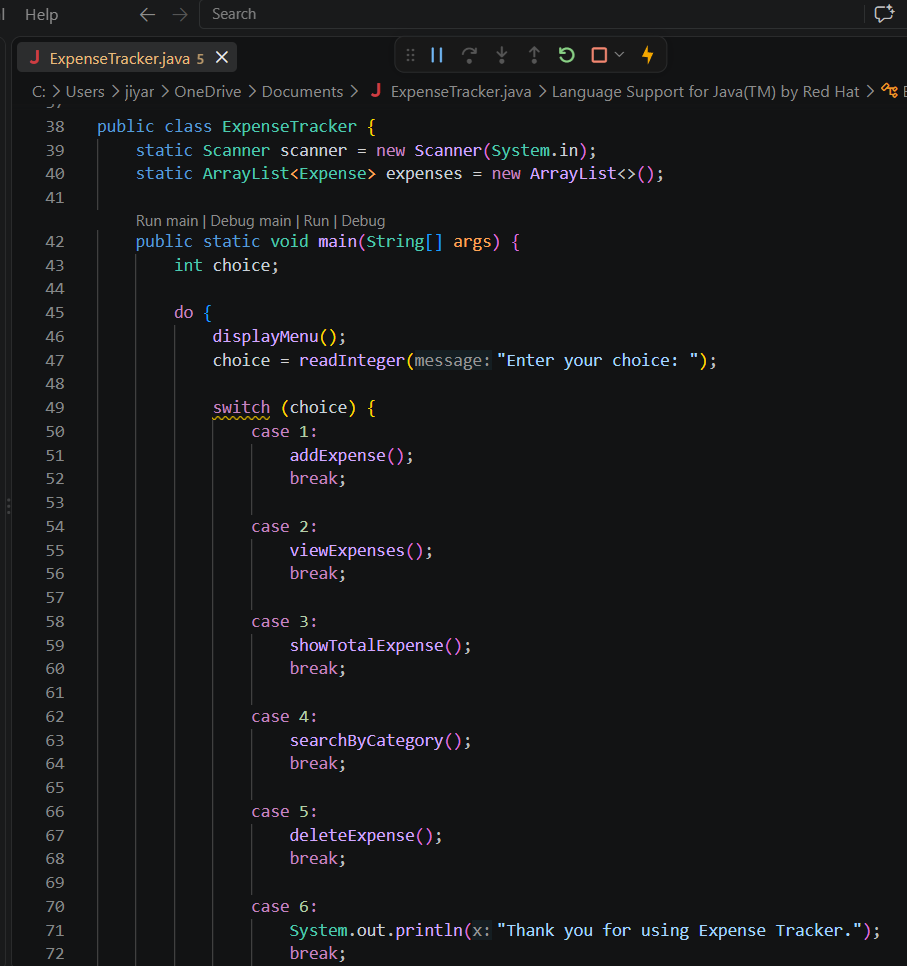 Help
Search
ExpenseTracker.java 5
C: > Users > jiyar > OneDrive > Documents > J ExpenseTracker.java > Language Support for Java(TM) by Red Hat >
37
38 public class ExpenseTracker {
39 static Scanner scanner = new Scanner(System.in);
40 static ArrayList<Expense> expenses = new ArrayList<>();
41
Run main | Debug main | Run | Debug
42 public static void main(String[] args) {
43 int choice;
44
45 do {
46 displayMenu();
47 choice = readInteger(message: "Enter your choice: ");
48
49 switch (choice) {
50 case 1:
51 addExpense();
52 break;
53
54 case 2:
55 viewExpenses();
56 break;
57
58 case 3:
59 showTotalExpense();
60 break;
61
62 case 4:
63 searchByCategory();
64 break;
65
66 case 5:
67 deleteExpense();
68 break;
69
70 case 6:
71 System.out.println(x: "Thank you for using Expense Tracker.");
72 break;